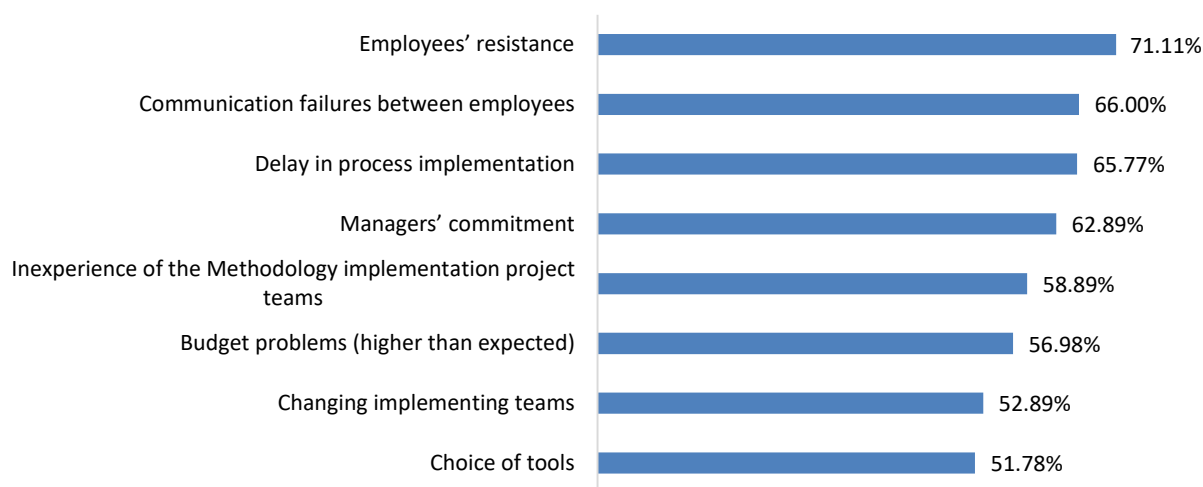 Employees’ resistance 71.11%
Communication failures between employees 66.00%
Delay in process implementation 65.77%
Managers’ commitment 62.89%
Inexperience of the Methodology implementation project
teams 58.89%
Budget problems (higher than expected) 56.98%
Changing implementing teams 52.89%
Choice of tools 51.78%